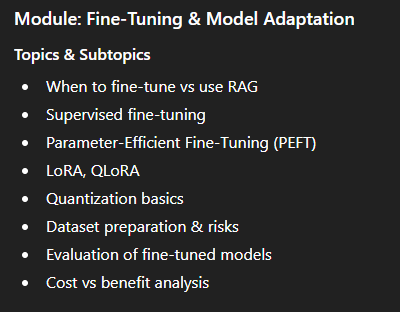 Module: Fine-Tuning & Model Adaptation
Topics & Subtopics
• When to fine-tune vs use RAG
• Supervised fine-tuning
• Parameter-Efficient Fine-Tuning (PEFT)
• LoRA, QLoRA
• Quantization basics
• Dataset preparation & risks
• Evaluation of fine-tuned models
• Cost vs benefit analysis